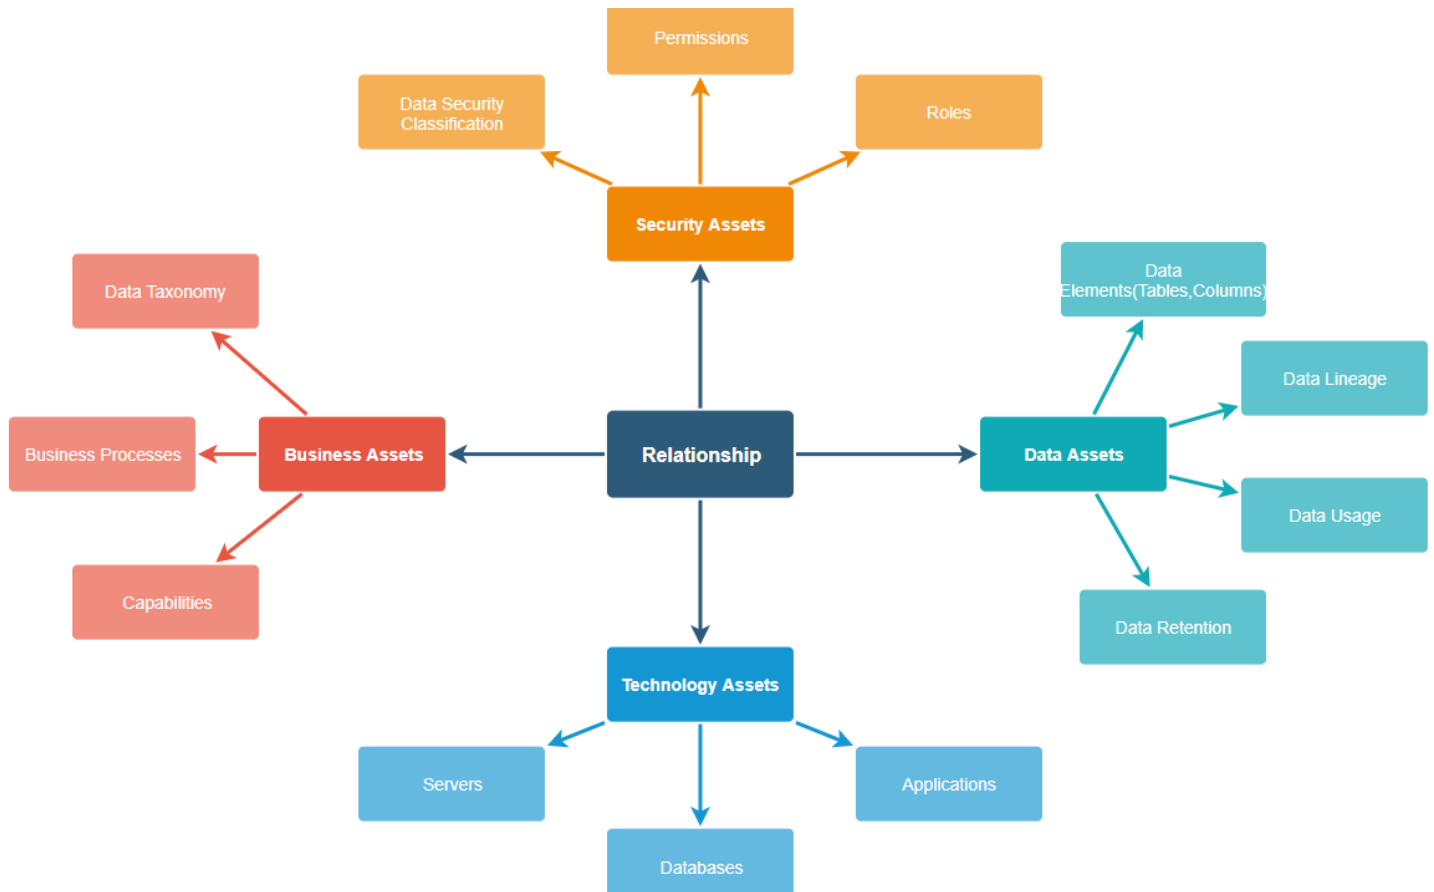 Permissions
Data Security
Classification
Roles
Security Assets
Data
Elements(Tables,Columns)
Data Taxonomy
Data Lineage
Business Processes
Business Assets
Relationship
Data Assets
Data Usage
Capabilities
Data Retention
Technology Assets
Servers
Applications
Databases